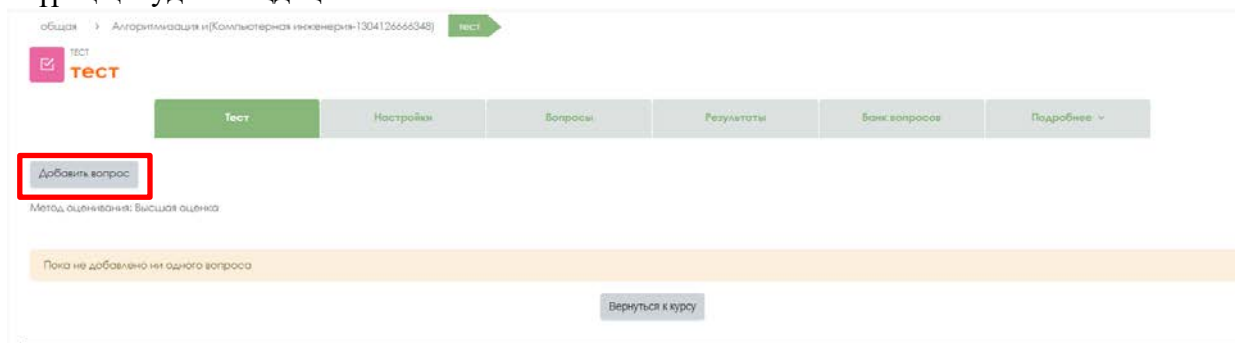 общая › Алгоритмизация и(Компьютерная инженерия-1304126666348) тест
ТЕСТ
тест
Тест Настройки Вопросы Результаты Банк вопросов Подробнее
Добавить вопрос
Метод оценивания: Высшая оценка
Пока не добавлено ни одного вопроса
Вернуться к курсу